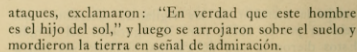 ataques, exclamaron: “En verdad que este hombre
es el hijo del sol,” y luego se arrojaron sobre el suelo y
mordieron la tierra en señal de admiración.